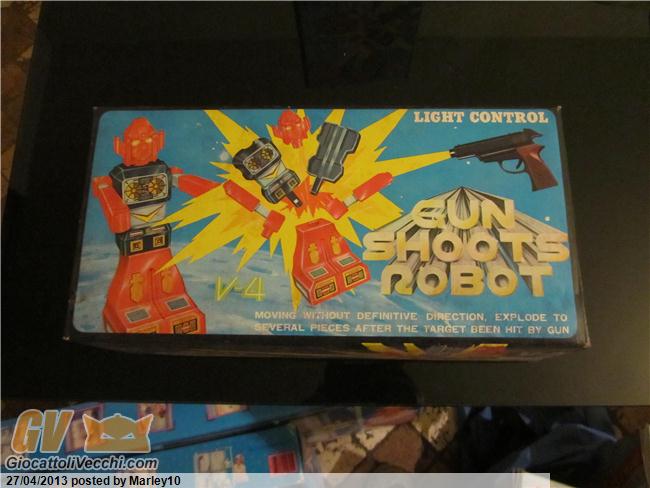 LIGHT CONTROL
GUN
SHOOTS
ROBOT
V-4
MOVING WITHOUT DEFINITIVE DIRECTION, EXPLODE TO
SEVERAL PIECES AFTER THE TARGET BEEN HIT BY GUN
GV
GiocattoliVecchi.com
27/04/2013 posted by Marley10